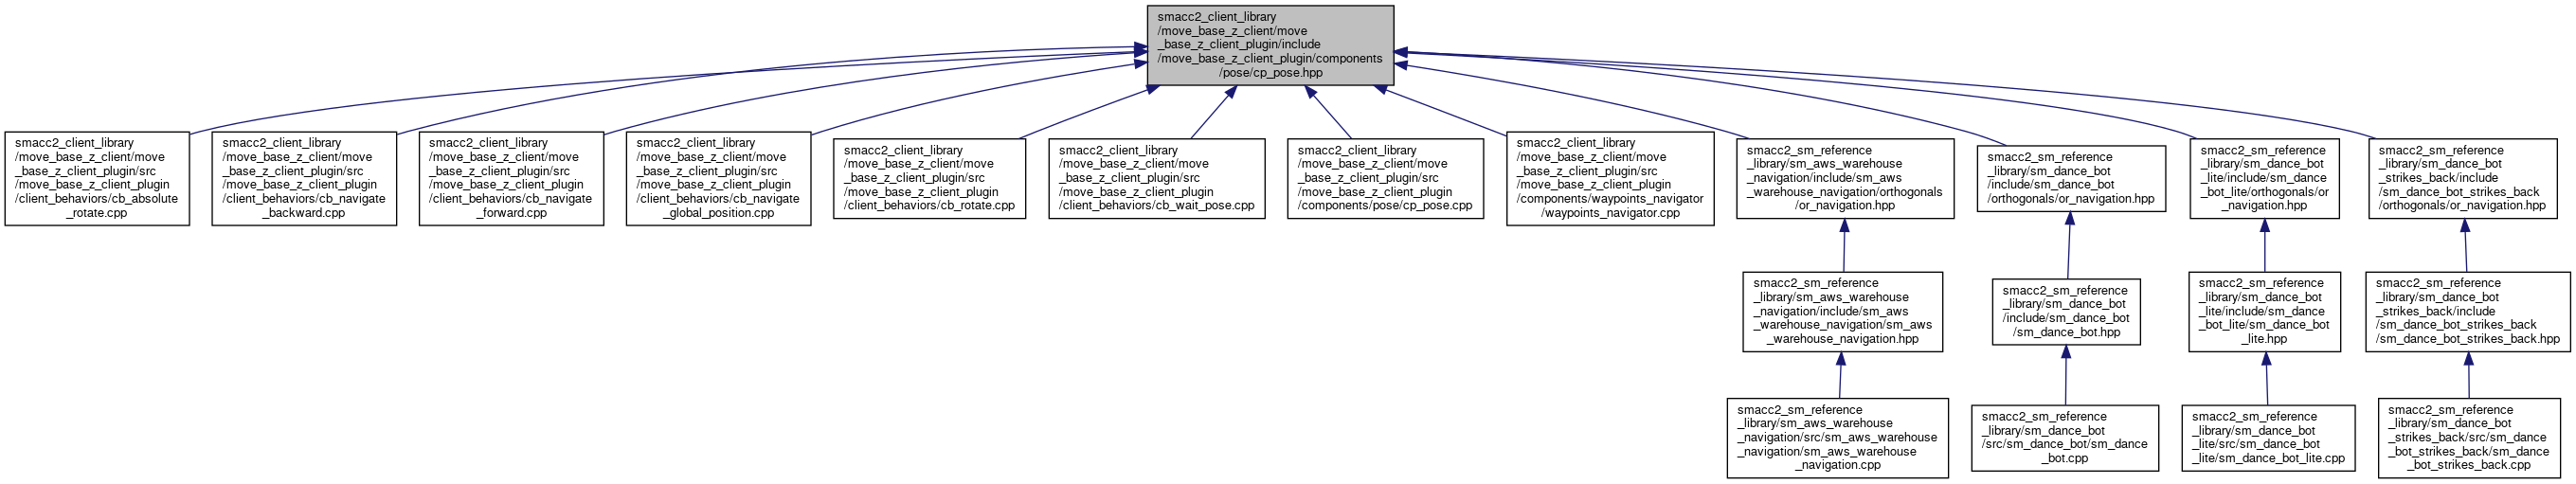 smacc2_client_library
/move_base_z_client/move
_base_z_client_plugin/include
/move_base_z_client_plugin/components
/pose/cp_pose.hpp
smacc2_client_library
/move_base_z_client/move
_base_z_client_plugin/src
/move_base_z_client_plugin
/client_behaviors/cb_absolute
_rotate.cpp
smacc2_client_library
/move_base_z_client/move
_base_z_client_plugin/src
/move_base_z_client_plugin
/client_behaviors/cb_navigate
_backward.cpp
smacc2_client_library
/move_base_z_client/move
_base_z_client_plugin/src
/move_base_z_client_plugin
/client_behaviors/cb_navigate
_forward.cpp
smacc2_client_library
/move_base_z_client/move
_base_z_client_plugin/src
/move_base_z_client_plugin
/client_behaviors/cb_navigate
_global_position.cpp
smacc2_client_library
/move_base_z_client/move
_base_z_client_plugin/src
/move_base_z_client_plugin
/client_behaviors/cb_rotate.cpp
smacc2_client_library
/move_base_z_client/move
_base_z_client_plugin/src
/move_base_z_client_plugin
/client_behaviors/cb_wait_pose.cpp
smacc2_client_library
/move_base_z_client/move
_base_z_client_plugin/src
/move_base_z_client_plugin
/components/pose/cp_pose.cpp
smacc2_client_library
/move_base_z_client/move
_base_z_client_plugin/src
/move_base_z_client_plugin
/components/waypoints_navigator
/waypoints_navigator.cpp
smacc2_sm_reference
_library/sm_aws_warehouse
_navigation/include/sm_aws
_warehouse_navigation/orthogonals
/or_navigation.hpp
smacc2_sm_reference
_library/sm_dance_bot
/include/sm_dance_bot
/orthogonals/or_navigation.hpp
smacc2_sm_reference
_library/sm_dance_bot
_lite/include/sm_dance
_bot_lite/orthogonals/or
_navigation.hpp
smacc2_sm_reference
_library/sm_dance_bot
_strikes_back/include
/sm_dance_bot_strikes_back
/orthogonals/or_navigation.hpp
smacc2_sm_reference
_library/sm_aws_warehouse
_navigation/include/sm_aws
_warehouse_navigation/sm_aws
_warehouse_navigation.hpp
smacc2_sm_reference
_library/sm_dance_bot
/include/sm_dance_bot
/sm_dance_bot.hpp
smacc2_sm_reference
_library/sm_dance_bot
_lite/include/sm_dance
_bot_lite/sm_dance_bot
_lite.hpp
smacc2_sm_reference
_library/sm_dance_bot
_strikes_back/include
/sm_dance_bot_strikes_back
/sm_dance_bot_strikes_back.hpp
smacc2_sm_reference
_library/sm_aws_warehouse
_navigation/src/sm_aws_warehouse
_navigation/sm_aws_warehouse
_navigation.cpp
smacc2_sm_reference
_library/sm_dance_bot
/src/sm_dance_bot/sm_dance
_bot.cpp
smacc2_sm_reference
_library/sm_dance_bot
_lite/src/sm_dance_bot
_lite/sm_dance_bot_lite.cpp
smacc2_sm_reference
_library/sm_dance_bot
_strikes_back/src/sm_dance
_bot_strikes_back/sm_dance
_bot_strikes_back.cpp